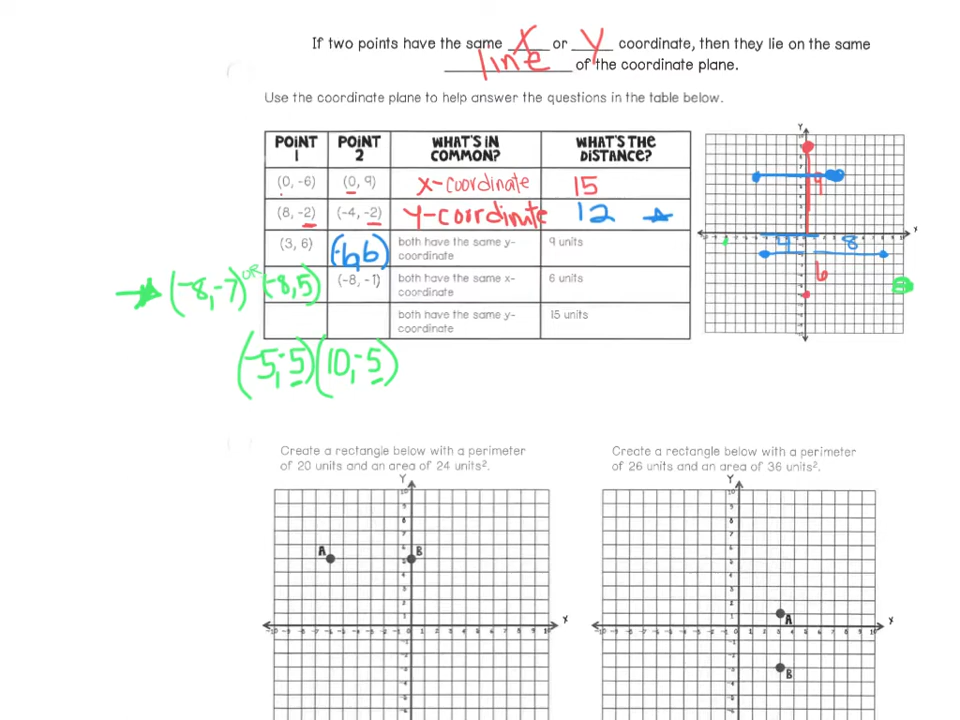 If two points have the same x or y coordinate, then they lie on the same
line of the coordinate plane.
Use the coordinate plane to help answer the questions in the table below.
POINT 1 POINT 2 WHAT'S IN COMMON? WHAT'S THE DISTANCE?
(0, -6) (0, 9) x-coordinate 15
(8, -2) (-4, -2) y-coordinate 12
(3, 6) (-6,6) both have the same y-
coordinate 9 units
(-8,-7) OR (-8,5) (-8, -1) both have the same x-
coordinate 6 units
both have the same y-
coordinate 15 units
(-5,-5) (10,-5)
Y
9
X
4 8
6
Create a rectangle below with a perimeter
of 20 units and an area of 24 units².
Y
A B
X
Create a rectangle below with a perimeter
of 26 units and an area of 36 units².
Y
A
X
B